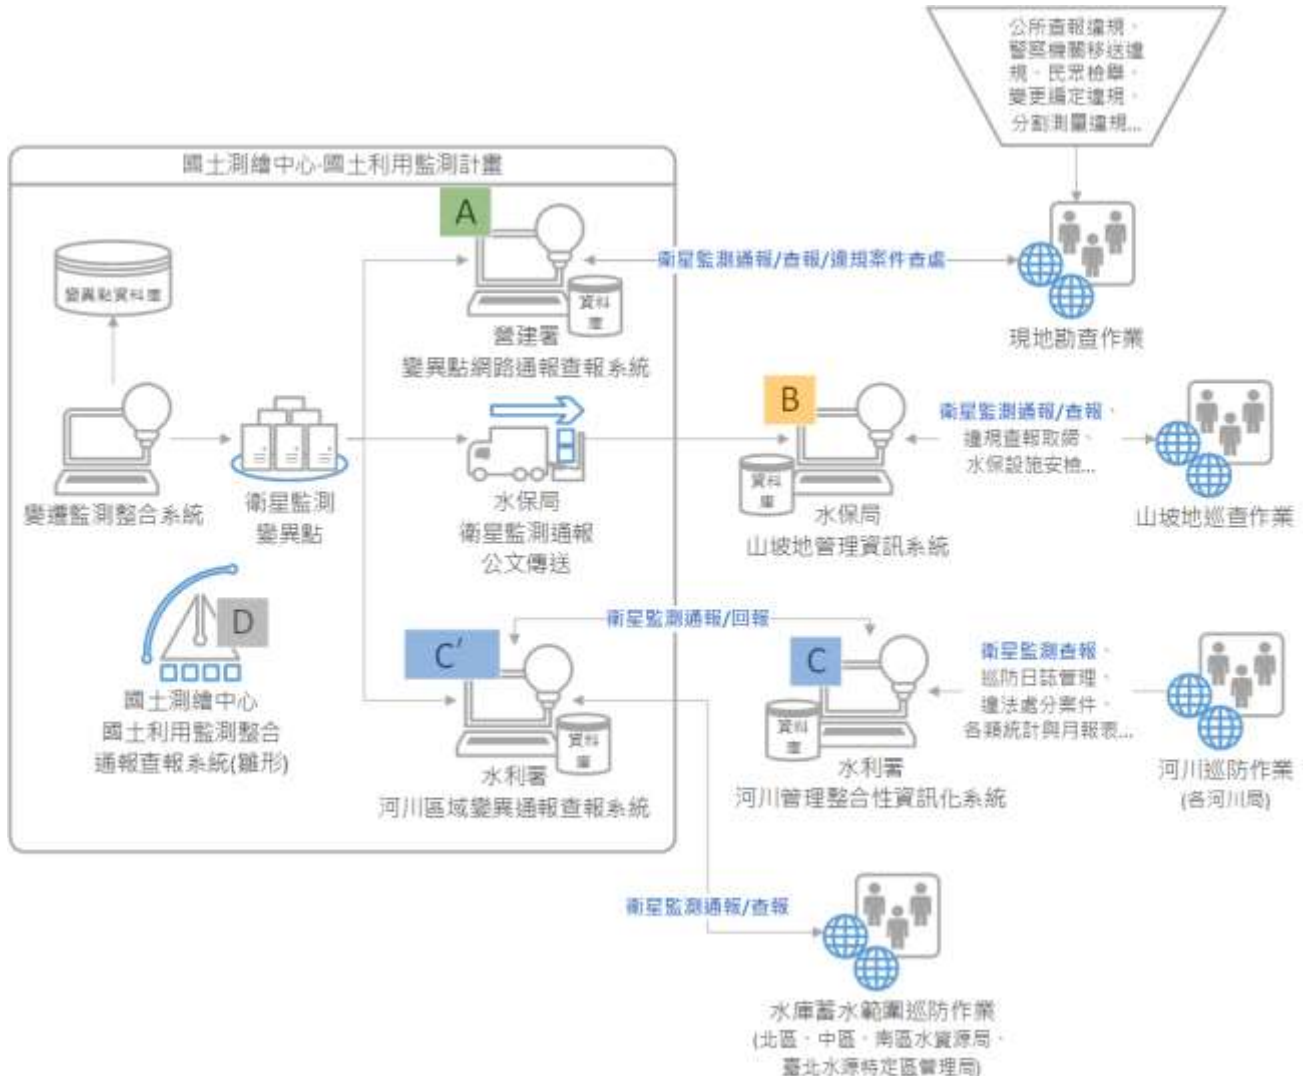 公所查報違規、
警察機關移送違
規、民眾檢舉、
變更編定違規、
分割測量違規...
國土測繪中心-國土利用監測計畫
A
衛星監測通報/查報/違規案件查處
變異點資料庫
資料
庫
營建署
變異點網路通報查報系統
現地勘查作業
B
衛星監測通報/查報、
違規查報取締、
水保設施安檢...
資料
庫
變遷監測整合系統
衛星監測
變異點
水保局
衛星監測通報
公文傳送
水保局
山坡地管理資訊系統
山坡地巡查作業
D
國土測繪中心
國土利用監測整合
通報查報系統(雛形)
衛星監測通報/回報
C'
資料
庫
水利署
河川區域變異通報查報系統
C
資料
庫
水利署
河川管理整合性資訊化系統
衛星監測查報、
巡防日誌管理、
違法處分案件、
各類統計與月報表...
河川巡防作業
(各河川局)
衛星監測通報/查報
水庫蓄水範圍巡防作業
(北區、中區、南區水資源局、
臺北水源特定區管理局)